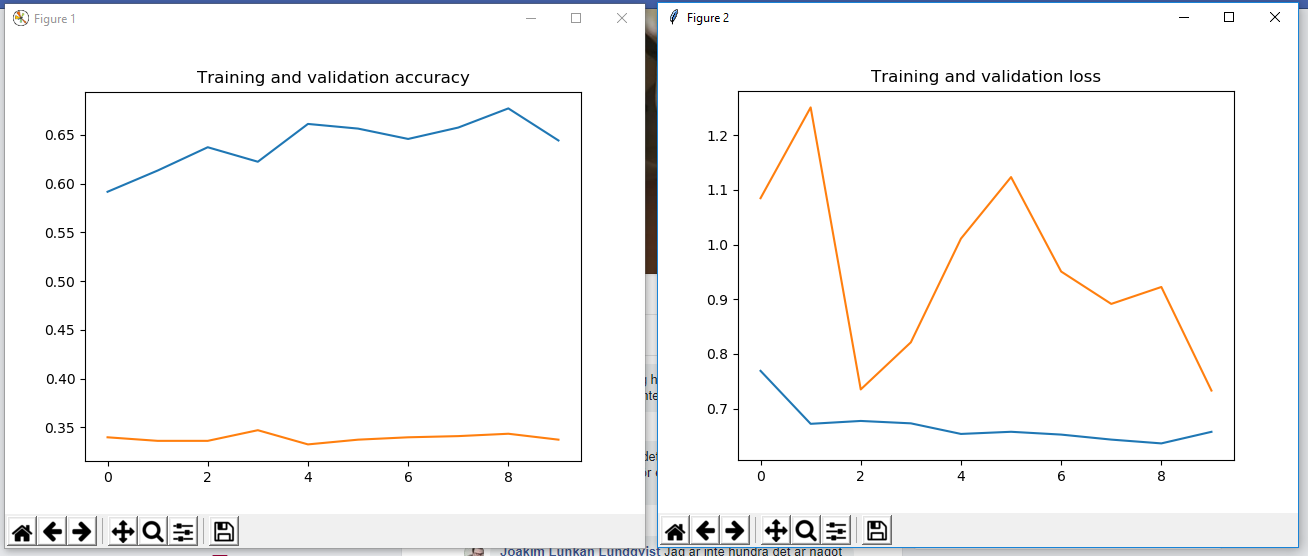 Figure 1
Training and validation accuracy
0.65
0.60
0.55
0.50
0.45
0.40
0.35
0 2 4 6 8
Figure 2
Training and validation loss
1.2
1.1
1.0
0.9
0.8
0.7
0 2 4 6 8
Joakim Lunkan Lundqvist Jag är inte hundra det är något